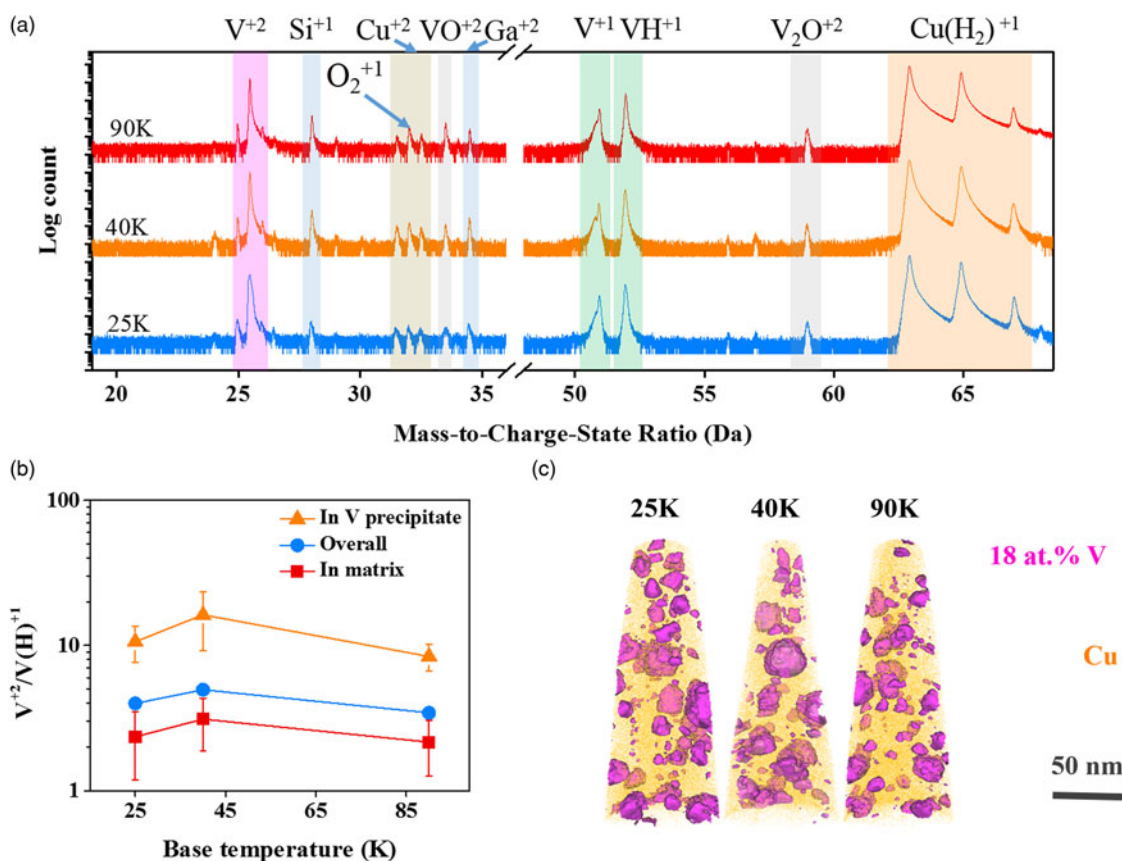 (a)
V⁺² Si⁺¹ Cu⁺² VO⁺² Ga⁺² V⁺¹ VH⁺¹ V₂O⁺² Cu(H₂)⁺¹
O₂⁺¹
90K
40K
25K
Log count
20 25 30 35 50 55 60 65
Mass-to-Charge-State Ratio (Da)
(b)
V⁺²/V(H)⁺¹
100
10
1
In V precipitate
Overall
In matrix
25 45 65 85
Base temperature (K)
(c)
25K 40K 90K
18 at.% V
Cu
50 nm